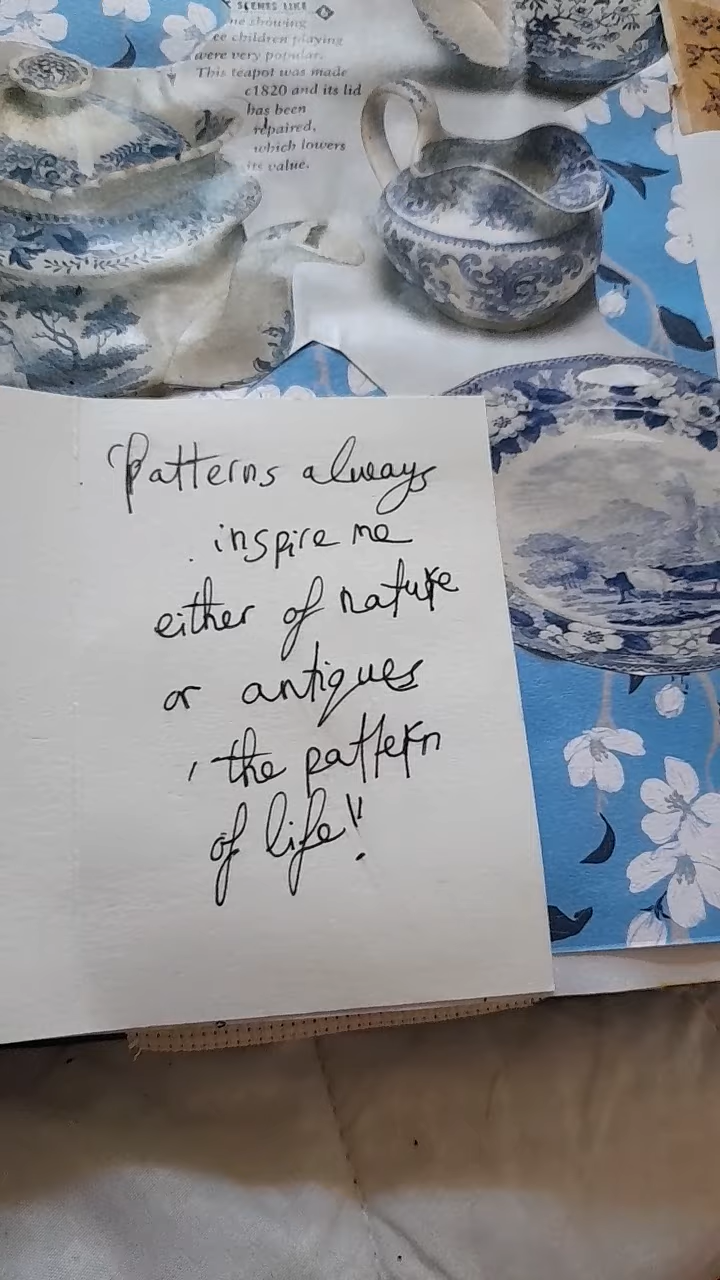 SCENES LIKE
ne showing
ee children playing
were very popular.
This teapot was made
c1820 and its lid
has been
repaired,
which lowers
its value.
"Patterns always
inspire me
either of nature
or antiques
, the pattern
of life"!